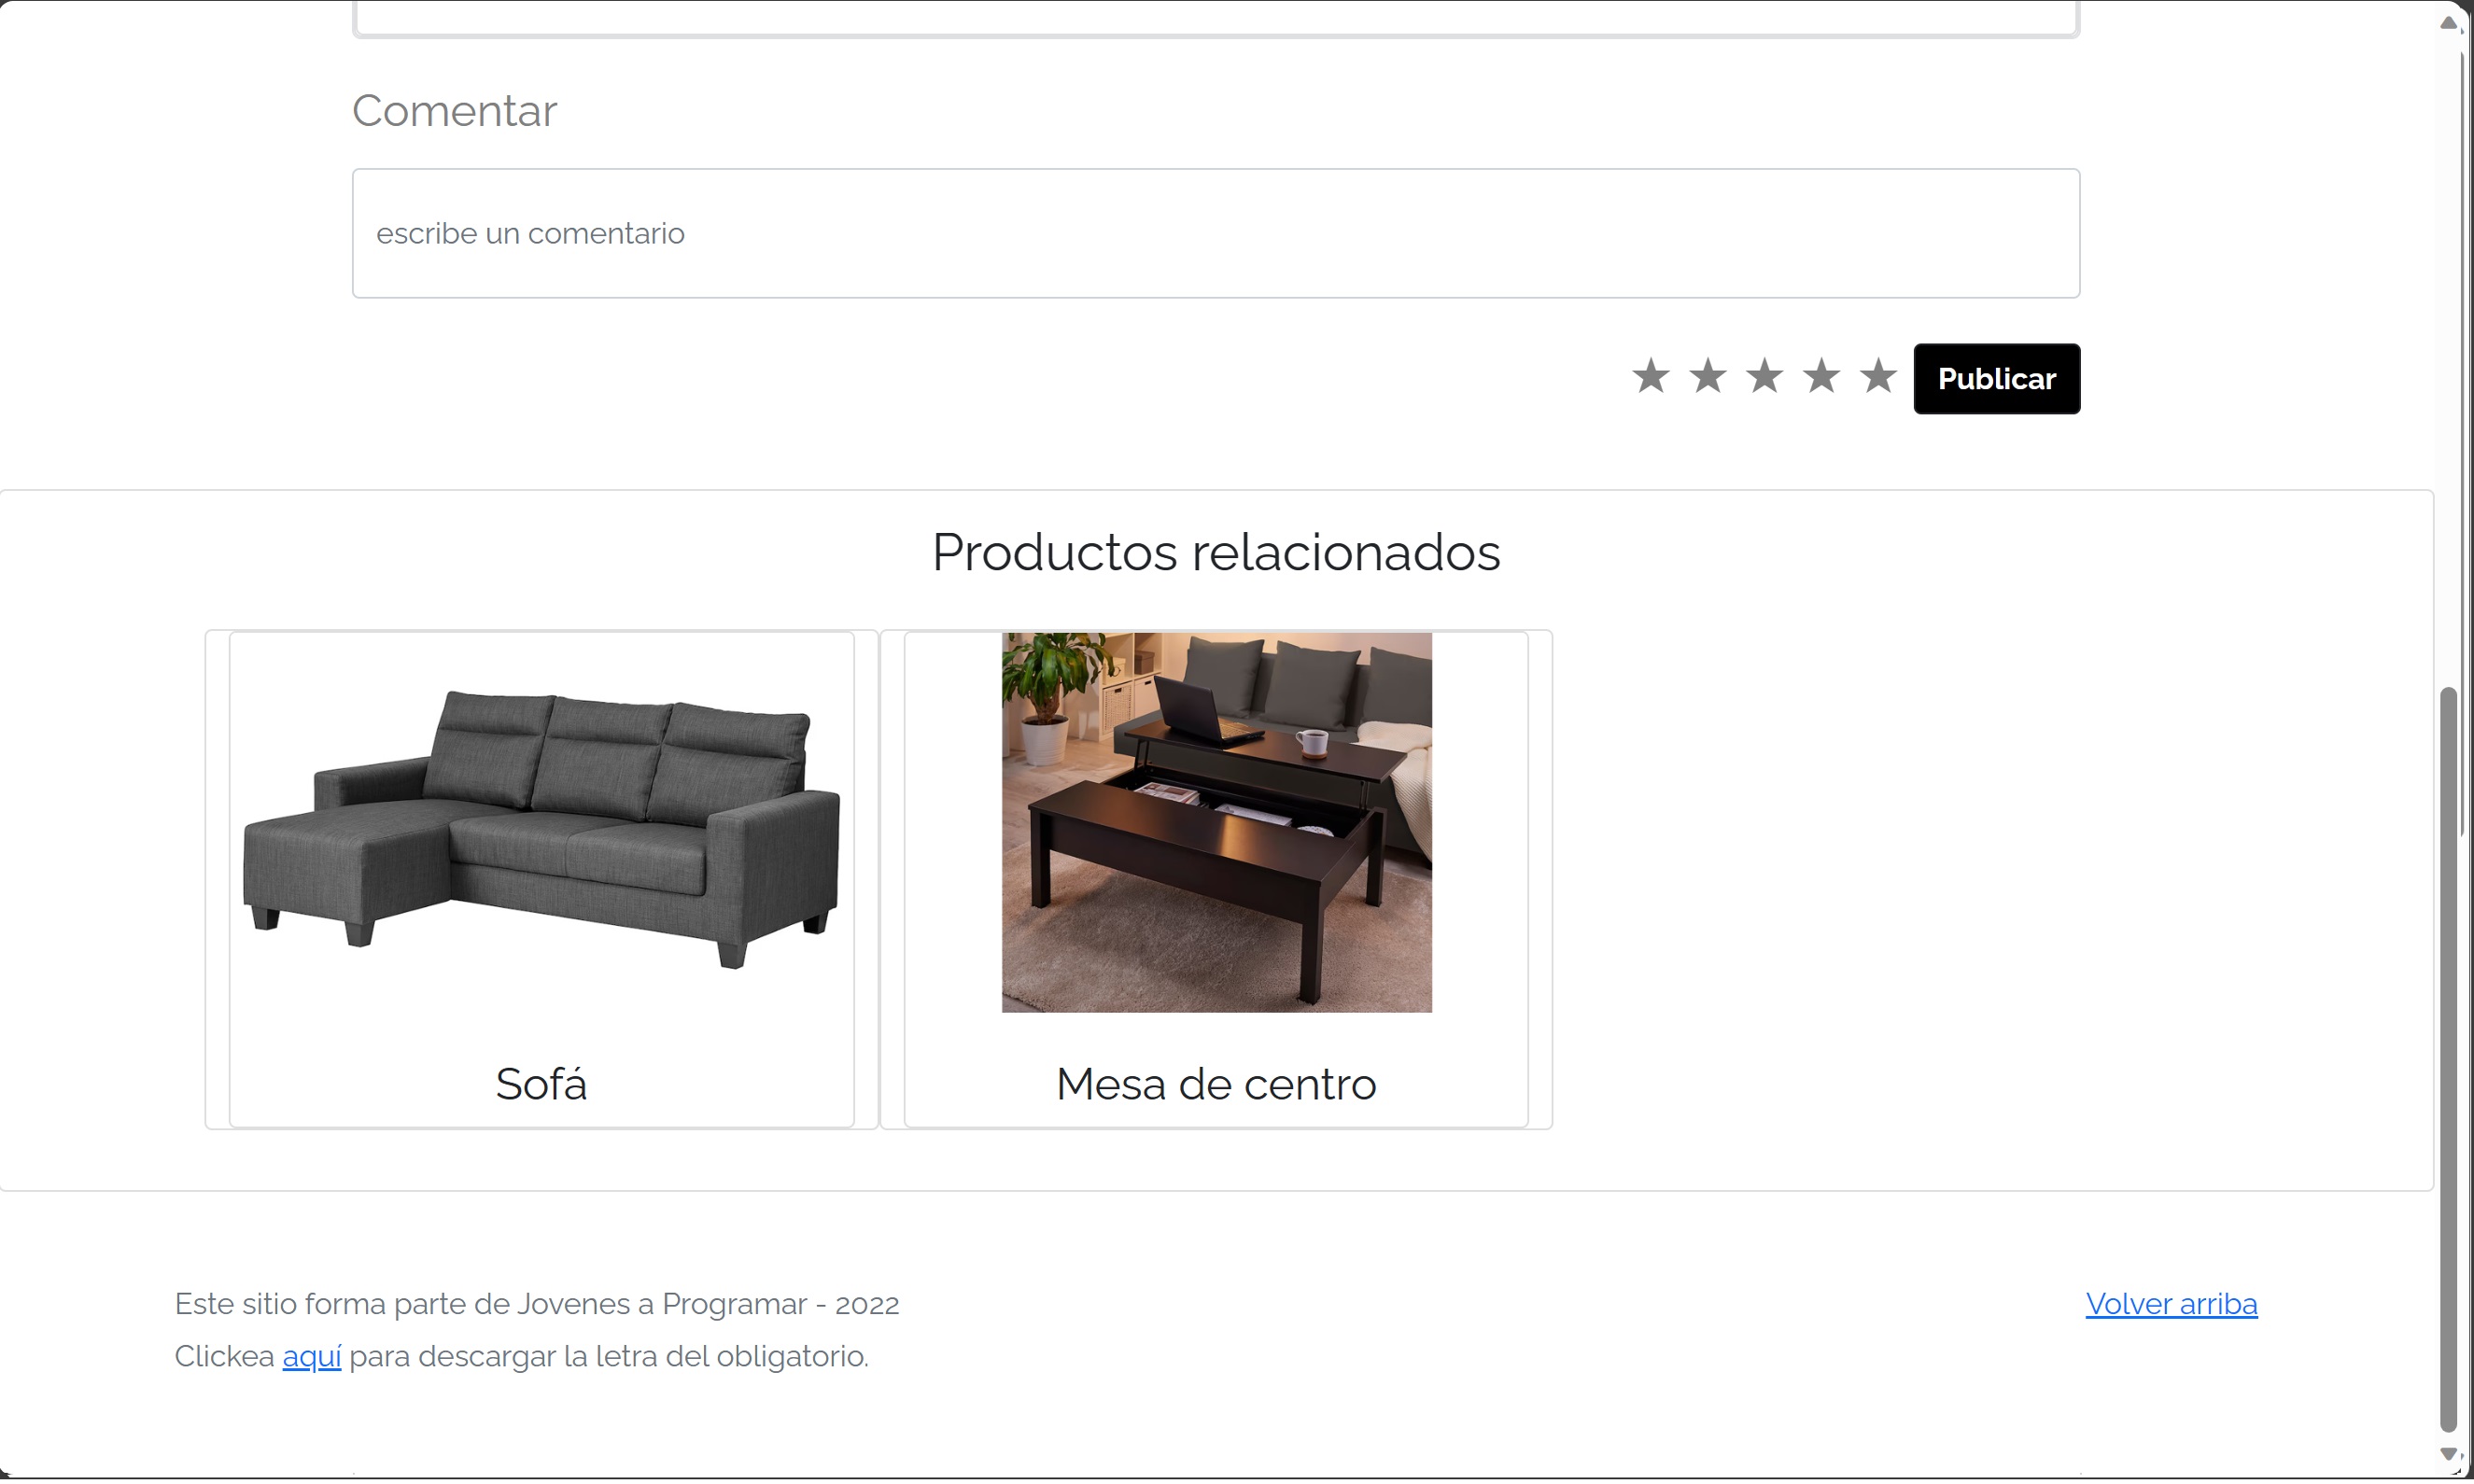 Comentar
escribe un comentario
Publicar
Productos relacionados
Sofá
Mesa de centro
Este sitio forma parte de Jovenes a Programar - 2022
Volver arriba
Clickea aquí para descargar la letra del obligatorio.